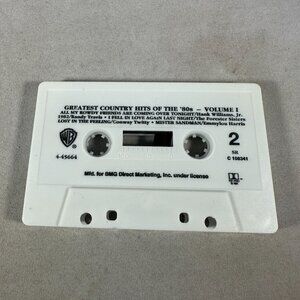 GREATEST COUNTRY HITS OF THE '80s – VOLUME I
ALL MY ROWDY FRIENDS ARE COMING OVER TONIGHT/Hank Williams, Jr.
1982/Randy Travis • I FELL IN LOVE AGAIN LAST NIGHT/The Forester Sisters
LOST IN THE FEELING/Conway Twitty • MISTER SANDMAN/Emmylou Harris
4-45664
2
SR
C 108341
Mfd. for BMG Direct Marketing, Inc. under license